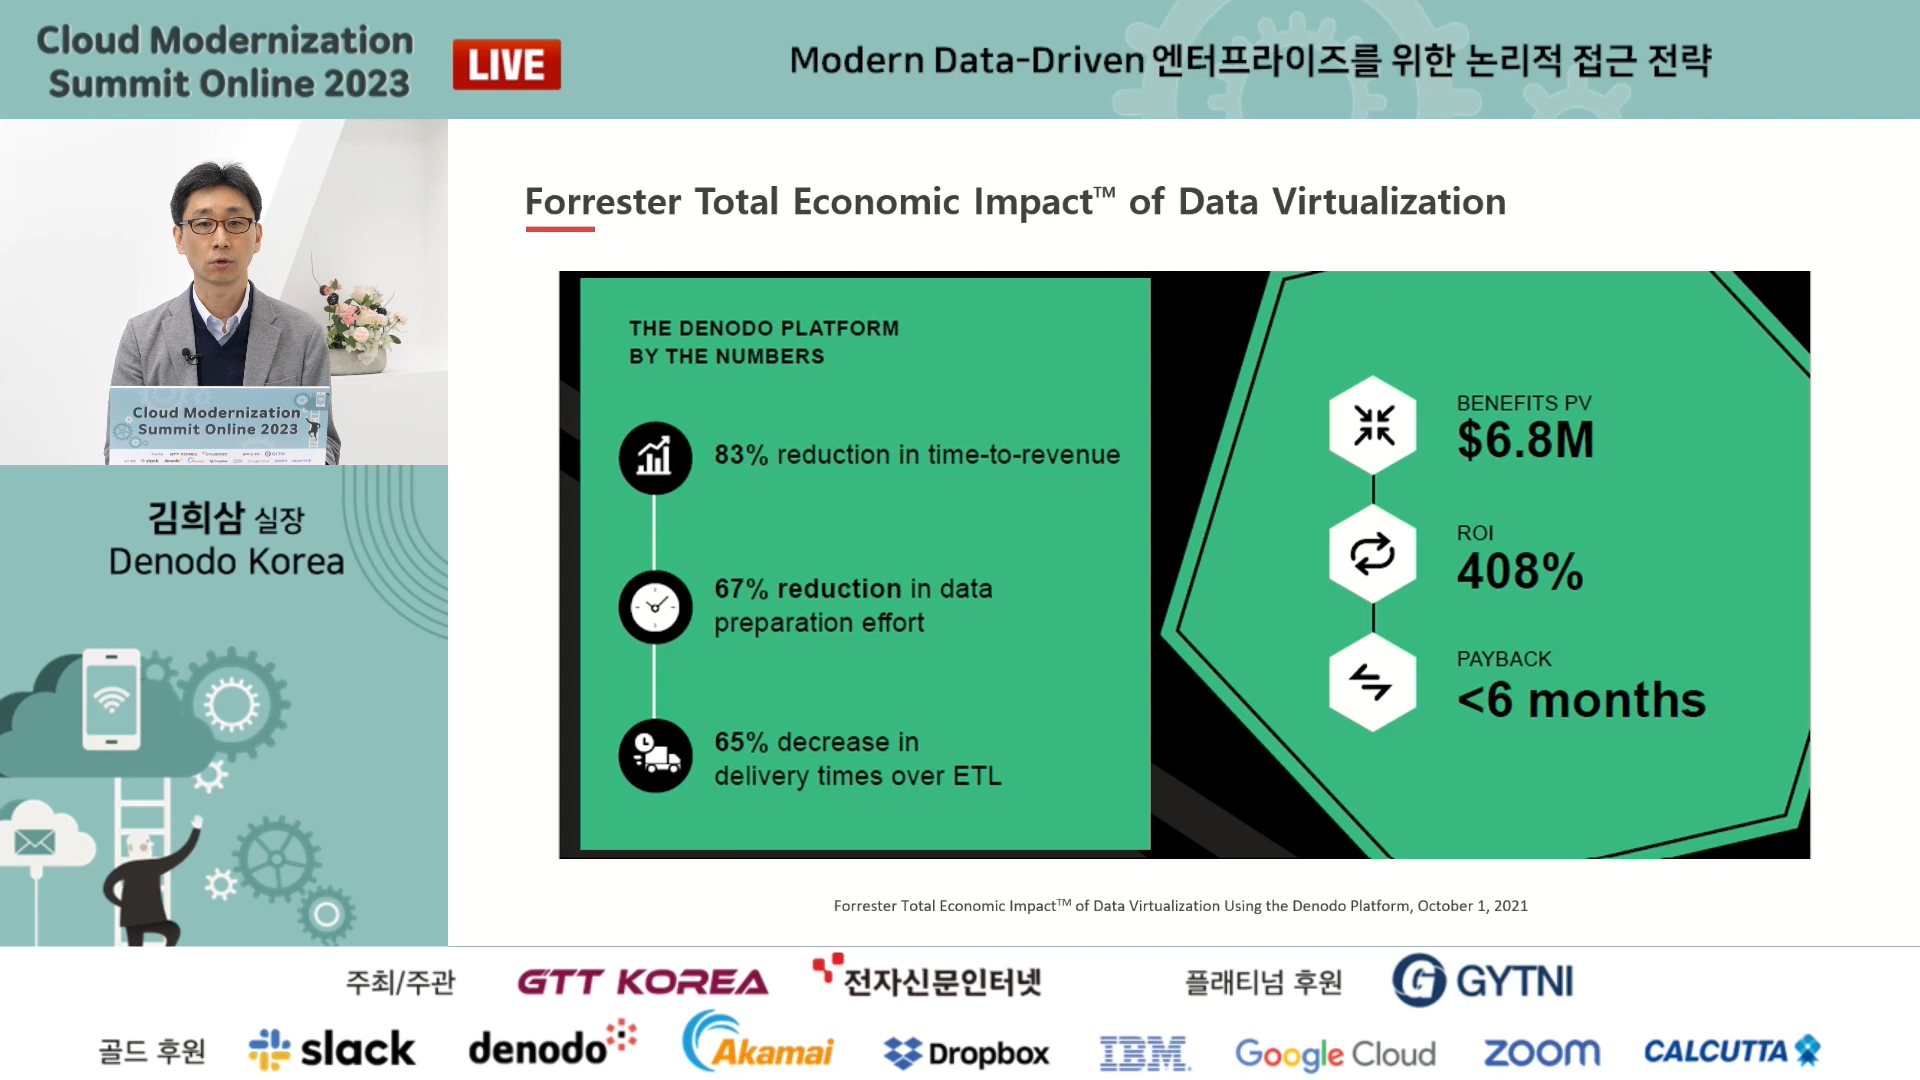 Cloud Modernization
Summit Online 2023
LIVE
Modern Data-Driven 엔터프라이즈를 위한 논리적 접근 전략
Cloud Modernization
Summit Online 2023
김희삼 실장
Denodo Korea
Forrester Total Economic Impact™ of Data Virtualization
THE DENODO PLATFORM
BY THE NUMBERS
83% reduction in time-to-revenue
67% reduction in data
preparation effort
65% decrease in
delivery times over ETL
BENEFITS PV
$6.8M
ROI
408%
PAYBACK
<6 months
Forrester Total Economic Impact™ of Data Virtualization Using the Denodo Platform, October 1, 2021
주최/주관 GTT KOREA 전자신문인터넷 플래티넘 후원 GYTNI
골드 후원 slack denodo Akamai Dropbox IBM Google Cloud zoom CALCUTTA